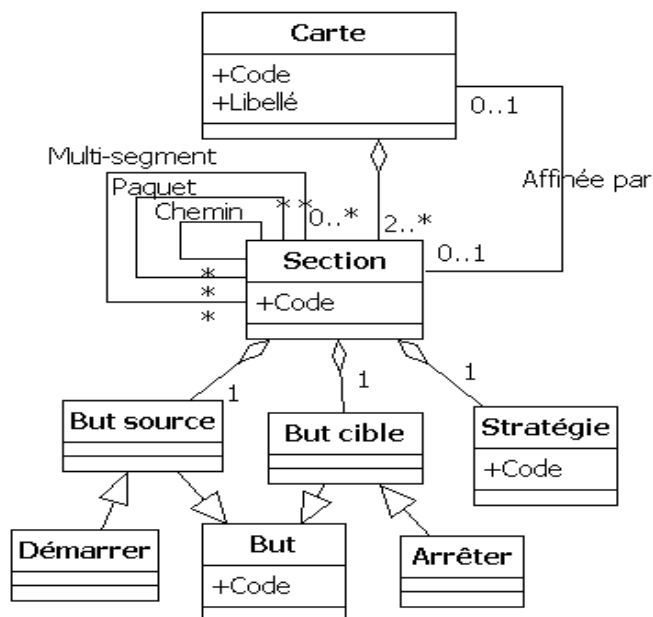 Carte
+Code
+Libellé
0..1
Multi-segment
Paquet
Affinée par
Chemin
* *
0..*
2..*
0..1
Section
+Code
*
*
*
1
1
1
But source
But cible
Stratégie
+Code
Démarrer
But
+Code
Arrêter